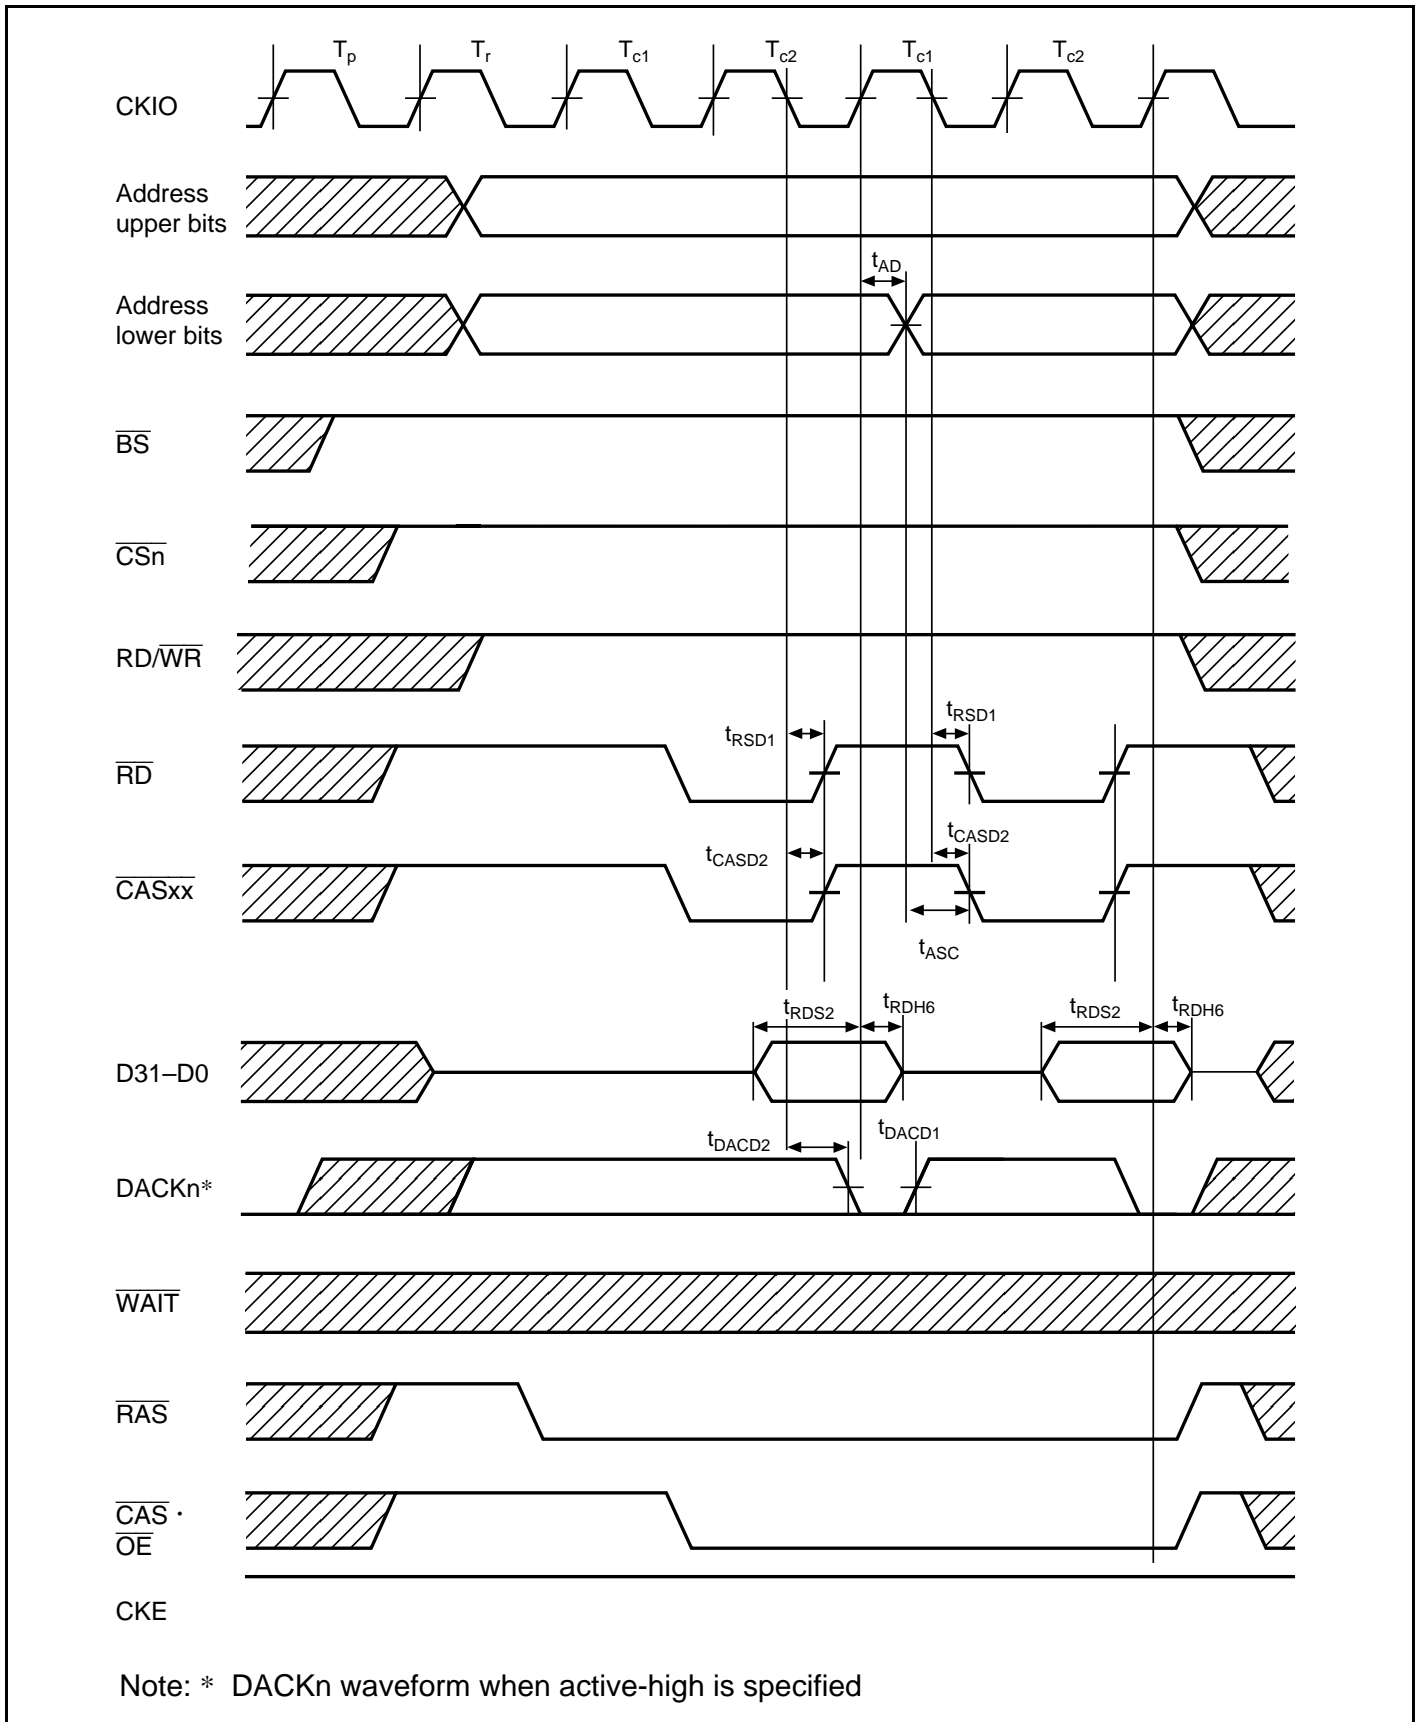 Tp Tr Tc1 Tc2 Tc1 Tc2
CKIO
Address
upper bits
tAD
Address
lower bits
BS
CSn
RD/WR
tRSD1 tRSD1
RD
tCASD2 tCASD2
CASxx
tASC
tRDS2 tRDH6 tRDS2 tRDH6
D31–D0
tDACD2 tDACD1
DACKn*
WAIT
RAS
CAS ·
OE
CKE
Note: * DACKn waveform when active-high is specified